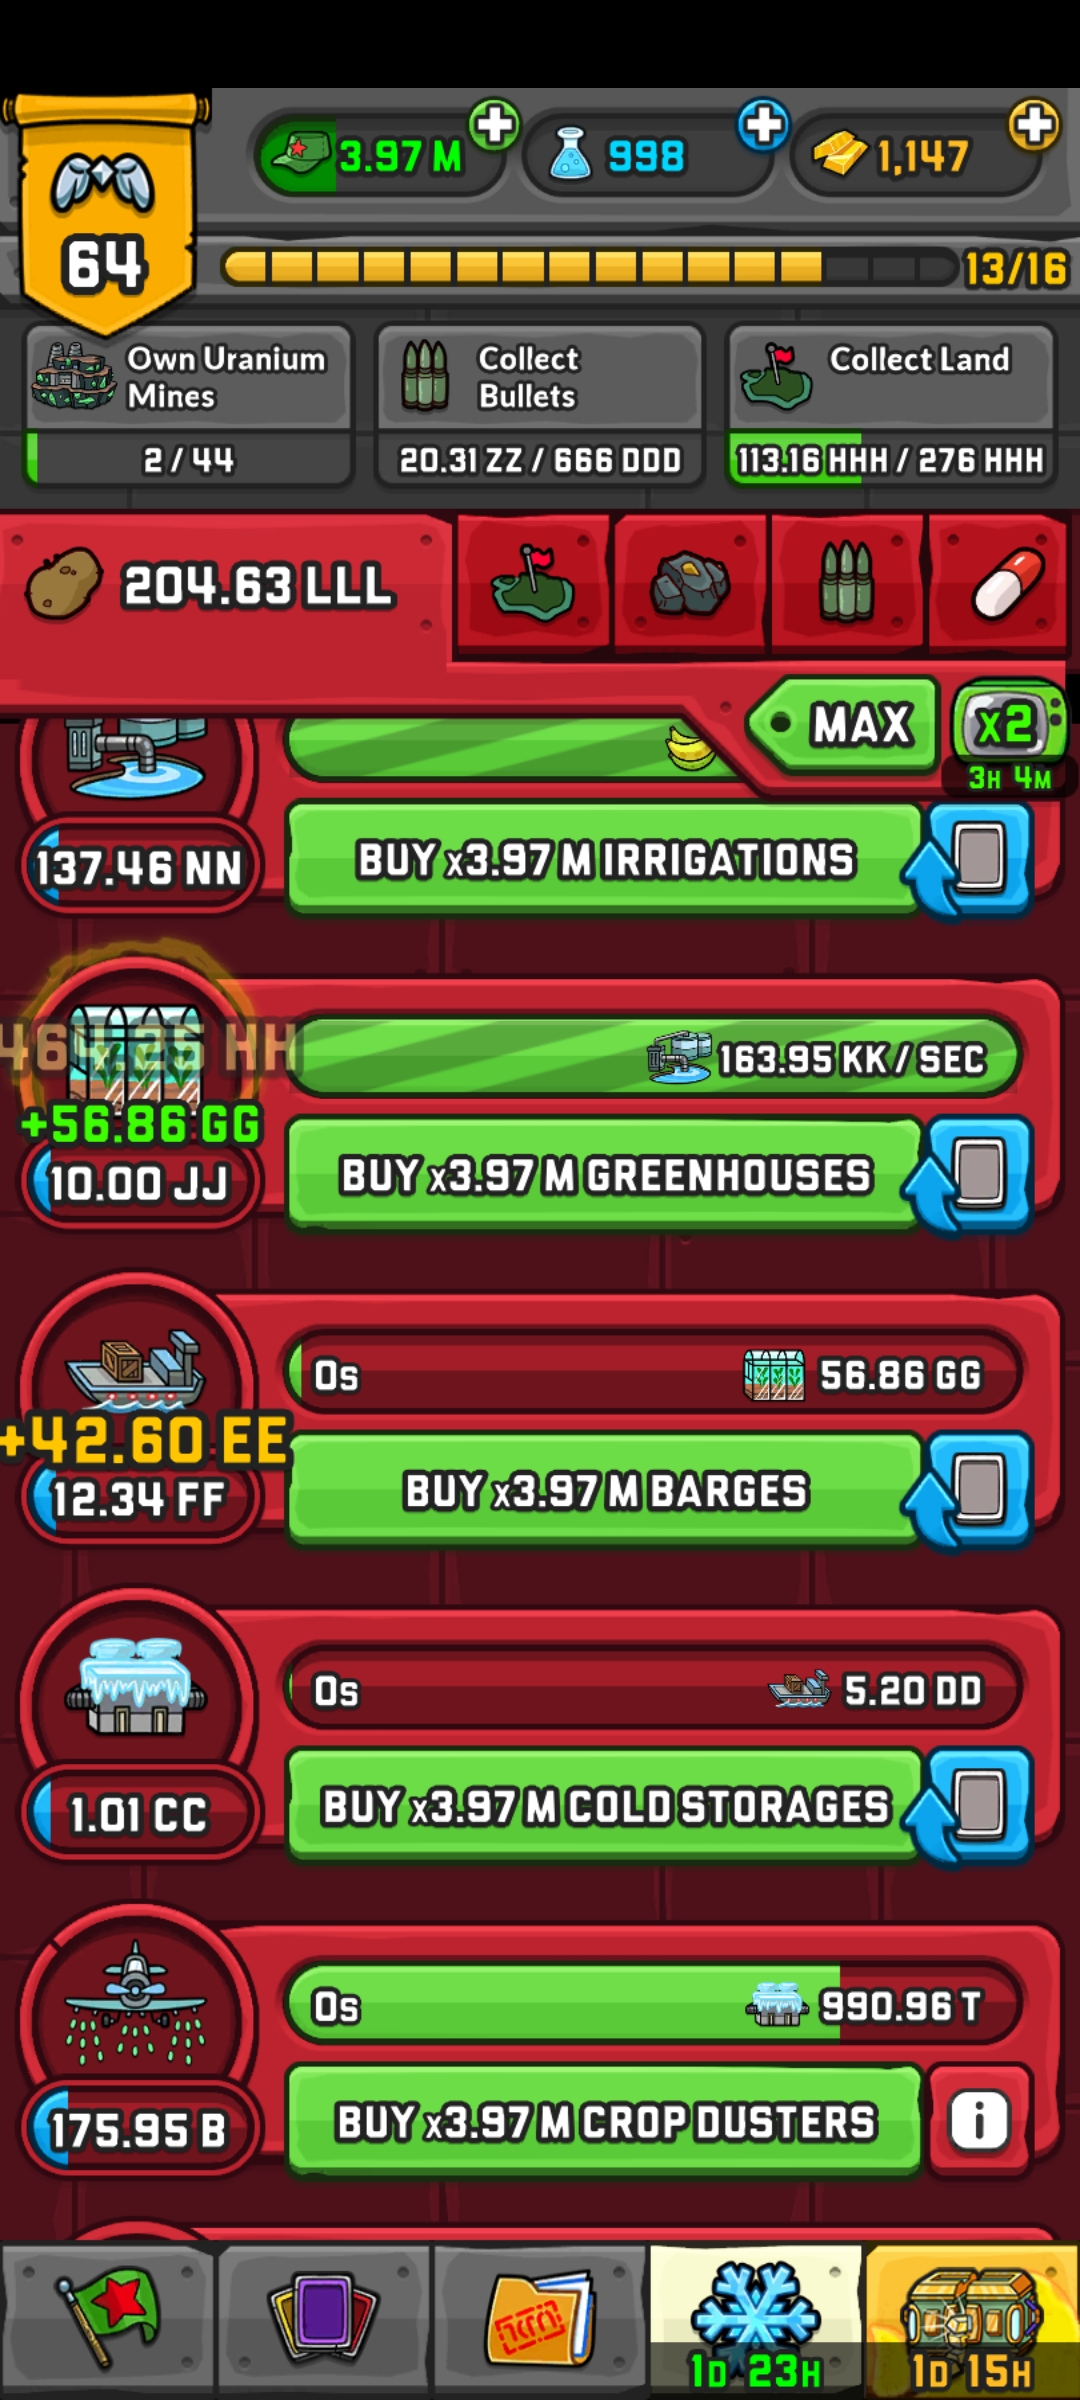 3.97 M
998
1,147
64
13/16
Own Uranium
Mines
2 / 44
Collect
Bullets
20.31 ZZ / 666 DDD
Collect Land
113.16 HHH / 276 HHH
204.63 LLL
MAX
X2
3H 4M
137.46 NN
BUY x3.97 M IRRIGATIONS
464.26 HH
163.95 KK / SEC
+56.86 GG
10.00 JJ
BUY x3.97 M GREENHOUSES
0s
56.86 GG
+42.60 EE
12.34 FF
BUY x3.97 M BARGES
0s
5.20 DD
1.01 CC
BUY x3.97 M COLD STORAGES
0s
990.96 T
175.95 B
BUY x3.97 M CROP DUSTERS
i
1D 23H
1D 15H